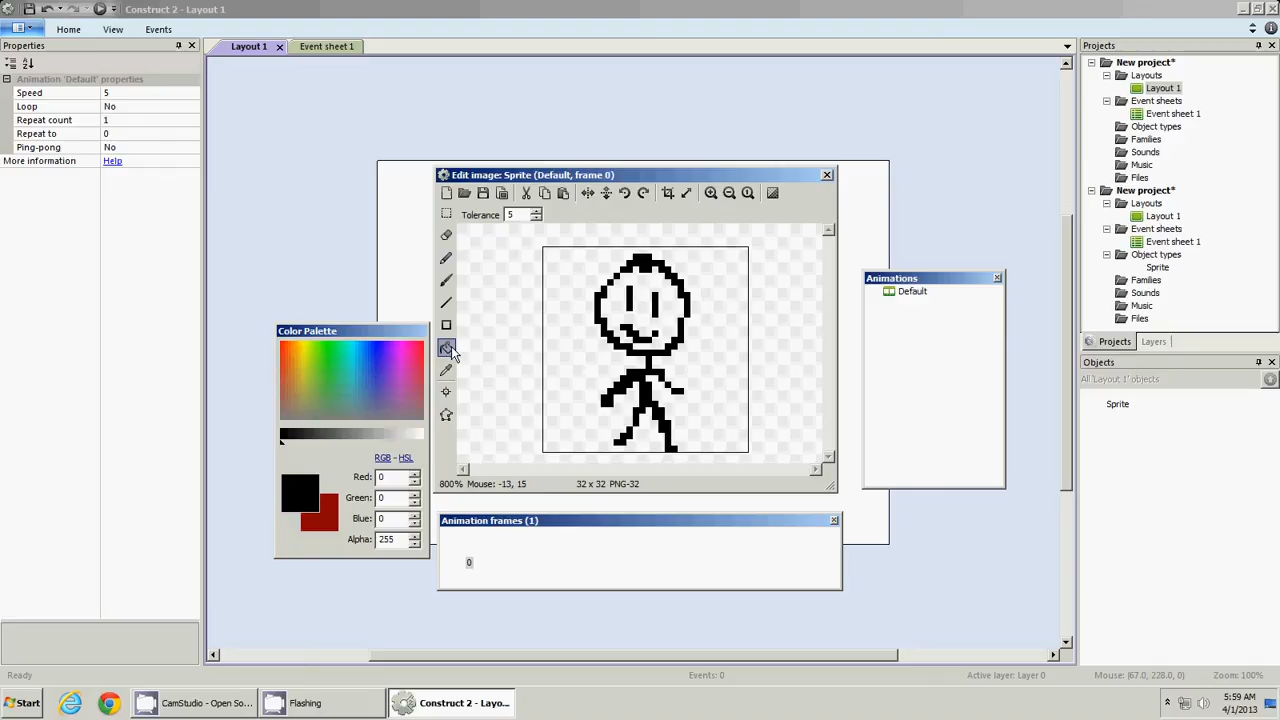 Construct 2 - Layout 1
Home View Events
Properties
Animation 'Default' properties
Speed 5
Loop No
Repeat count 1
Repeat to 0
Ping-pong No
More information Help
Layout 1
Event sheet 1
Edit image: Sprite (Default, frame 0)
Tolerance 5
800% Mouse: -13, 15 32 x 32 PNG-32
Color Palette
RGB - HSL
Red: 0
Green: 0
Blue: 0
Alpha: 255
Animation frames (1)
0
Animations
Default
Projects
New project*
Layouts
Layout 1
Event sheets
Event sheet 1
Object types
Families
Sounds
Music
Files
New project*
Layouts
Layout 1
Event sheets
Event sheet 1
Object types
Sprite
Families
Sounds
Music
Files
Projects Layers
Objects
All 'Layout 1' objects
Sprite
Ready Events: 0 Active layer: Layer 0 Mouse: (67.0, 228.0, 0) Zoom: 100%
Start CamStudio - Open So... Flashing Construct 2 - Layo...
5:59 AM
4/1/2013